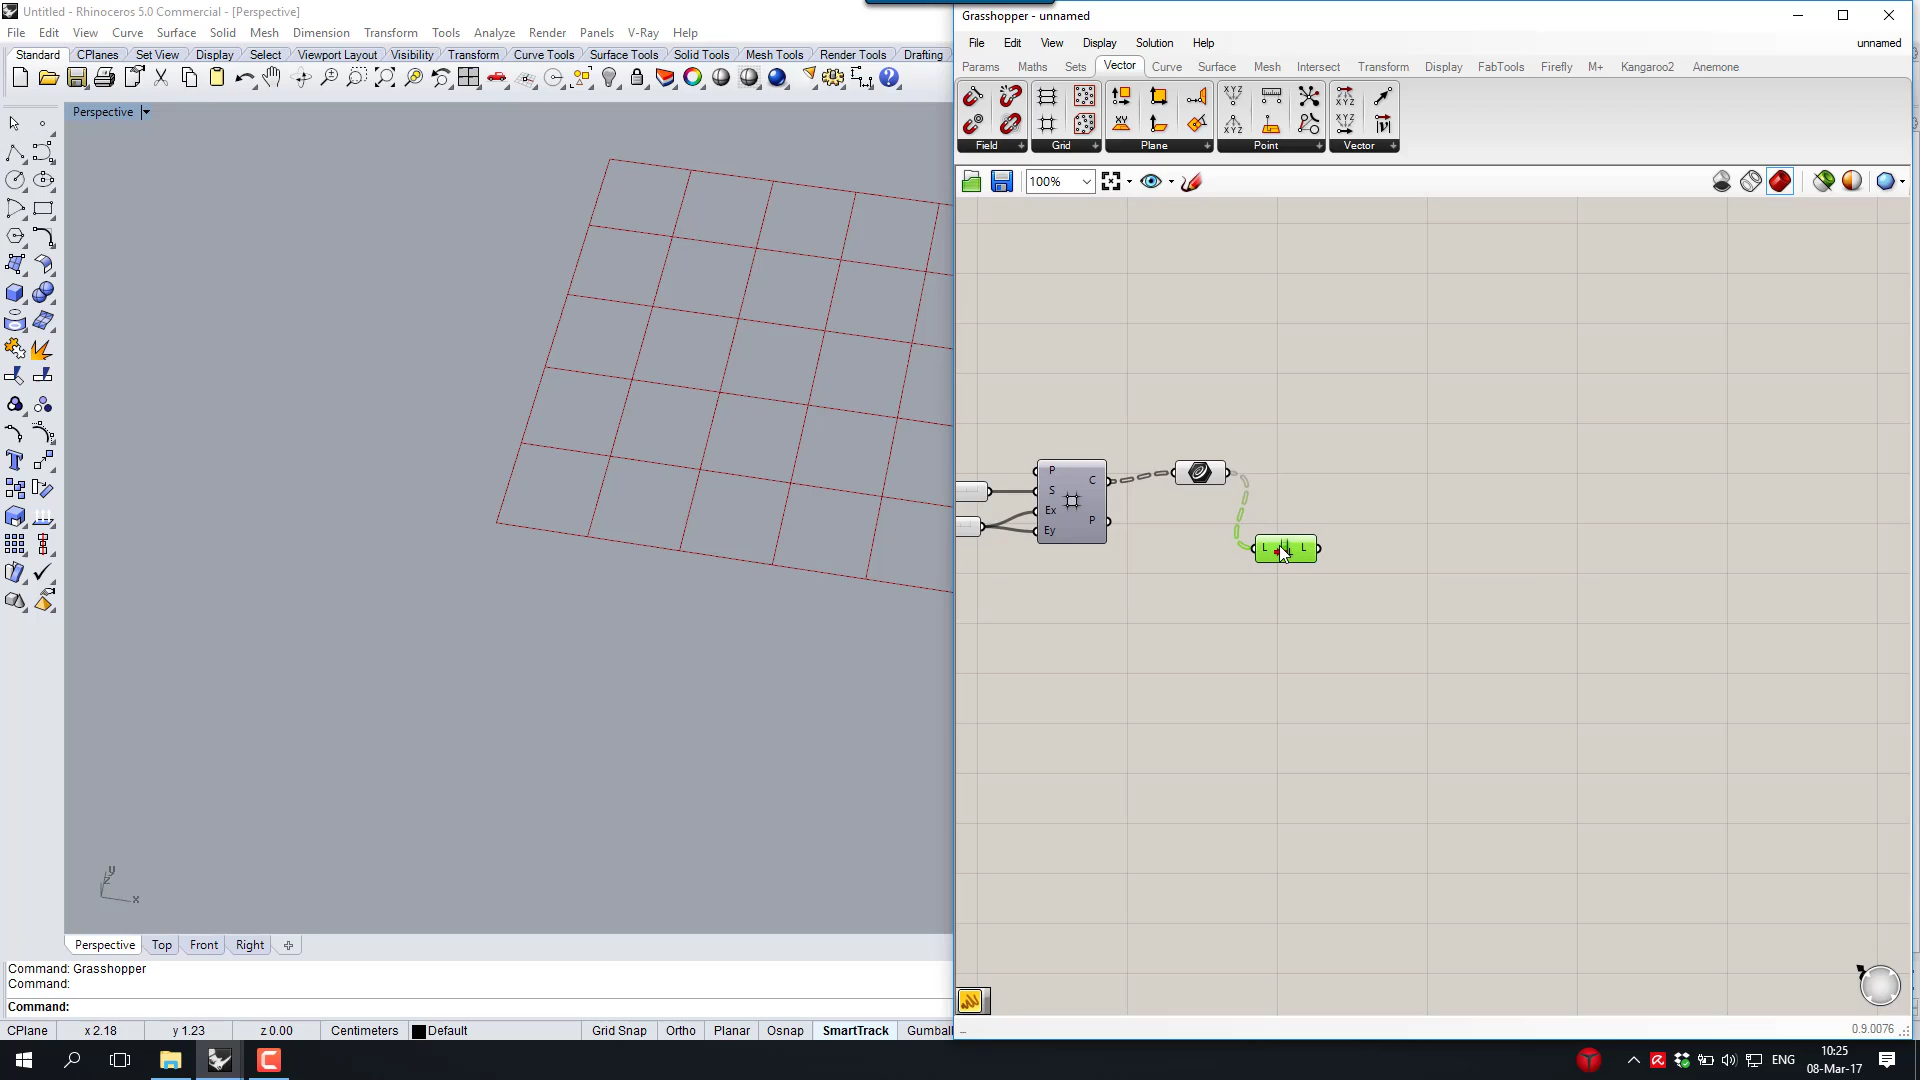 Untitled - Rhinoceros 5.0 Commercial - [Perspective]
File Edit View Curve Surface Solid Mesh Dimension Transform Tools Analyze Render Panels V-Ray Help
Standard CPlanes Set View Display Select Viewport Layout Visibility Transform Curve Tools Surface Tools Solid Tools Mesh Tools Render Tools Drafting
Perspective
y
z
x
Perspective Top Front Right
Command: Grasshopper
Command:
Command:
CPlane x 2.18 y 1.23 z 0.00 Centimeters Default Grid Snap Ortho Planar Osnap SmartTrack Gumball
Grasshopper - unnamed
File Edit View Display Solution Help unnamed
Params Maths Sets Vector Curve Surface Mesh Intersect Transform Display FabTools Firefly M+ Kangaroo2 Anemone
XY XYZ XYZ XYZ XYZ
Field Grid Plane Point Vector
100%
P
S
Ex
Ey
C
P
L L
0.9.0076
ENG
10:25
08-Mar-17